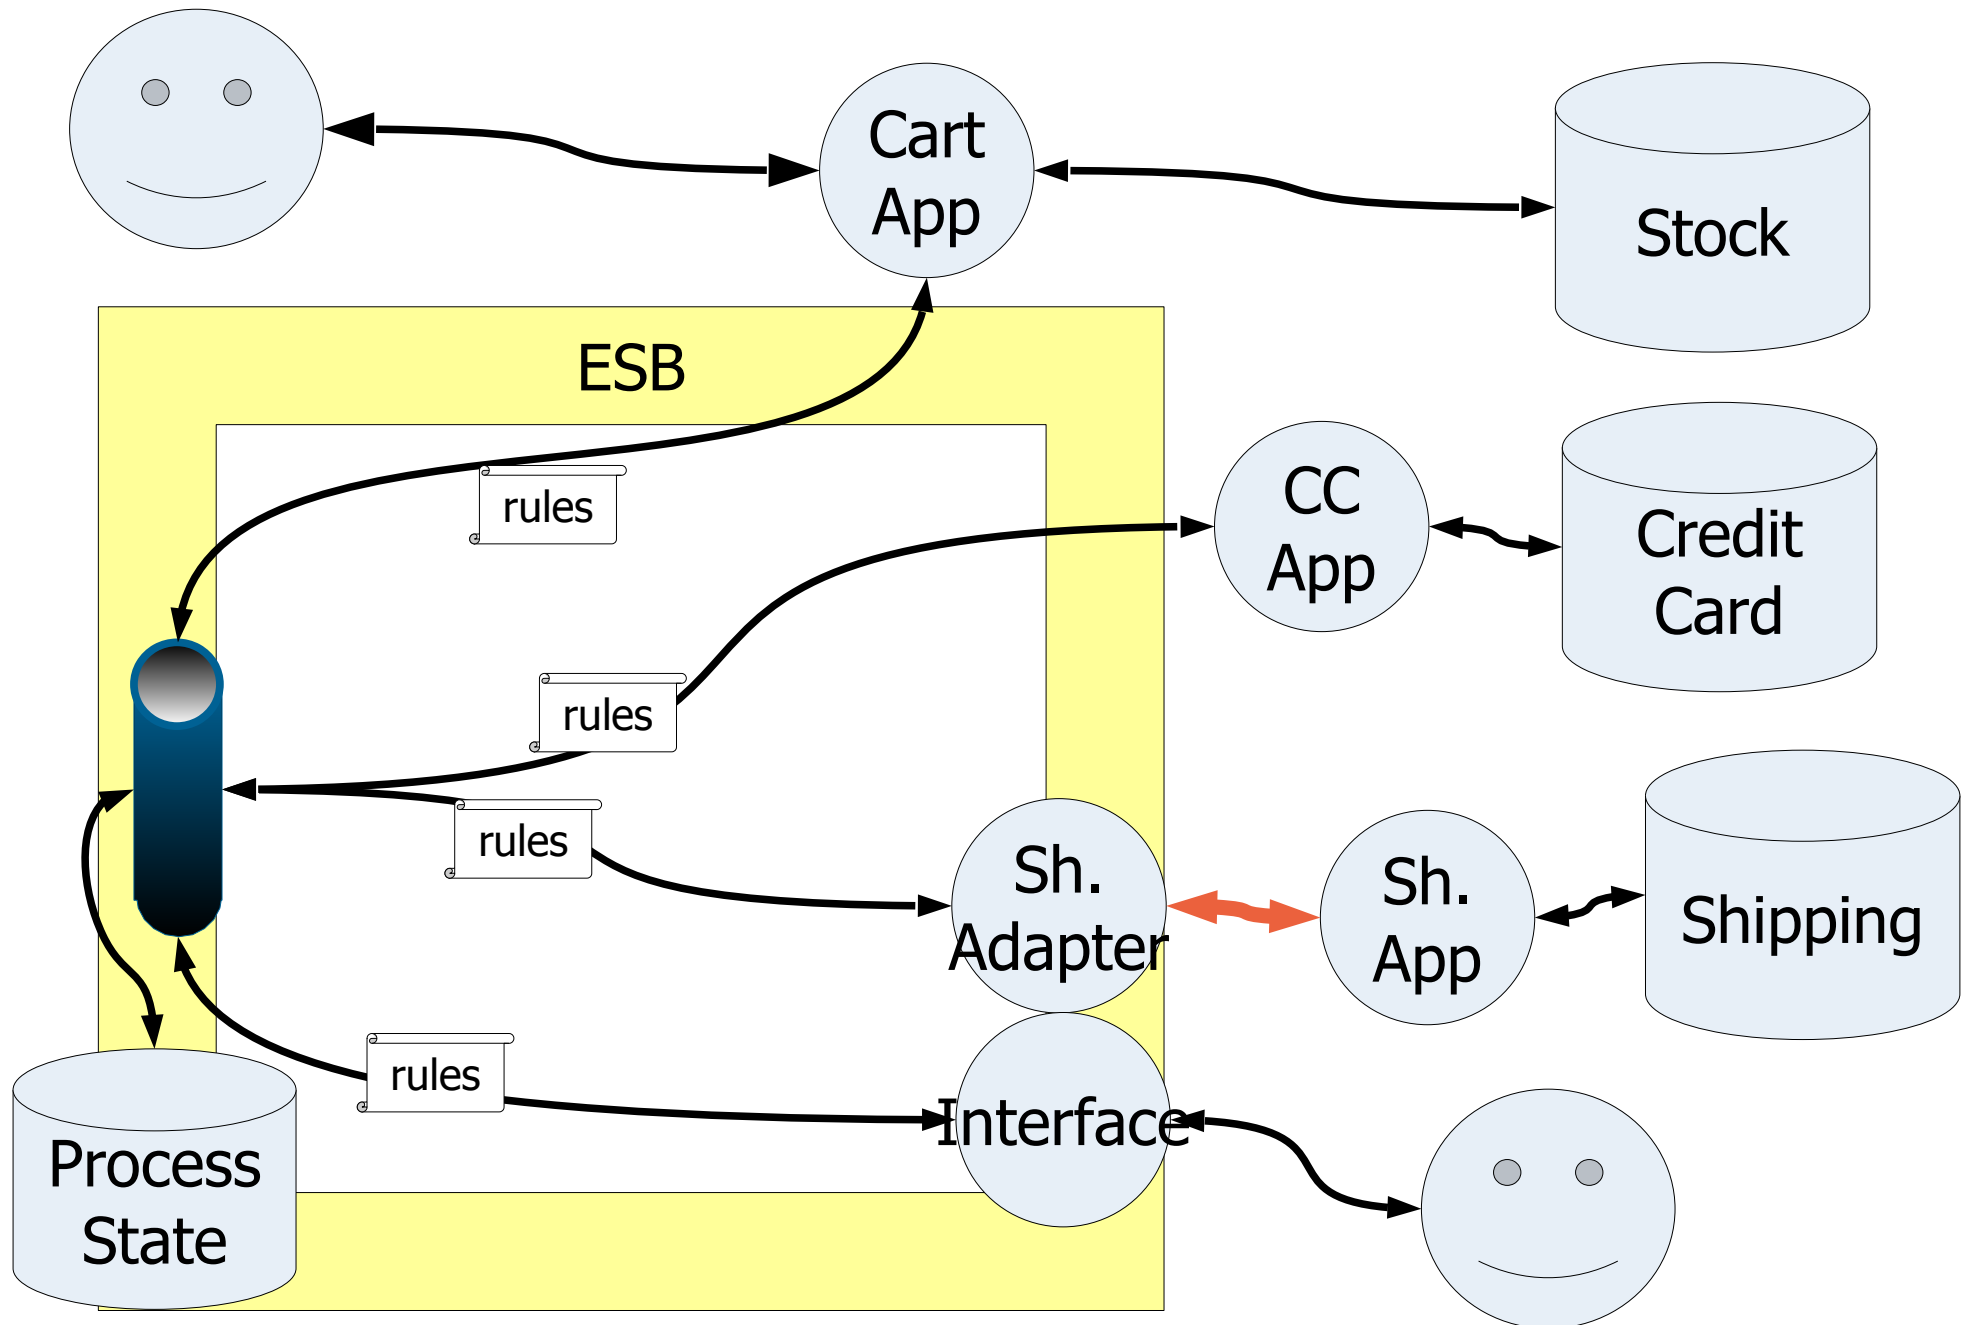 Cart
App
Stock
ESB
rules
CC
App
Credit
Card
rules
rules
Sh.
Adapter
Sh.
App
Shipping
rules
Interface
Process
State